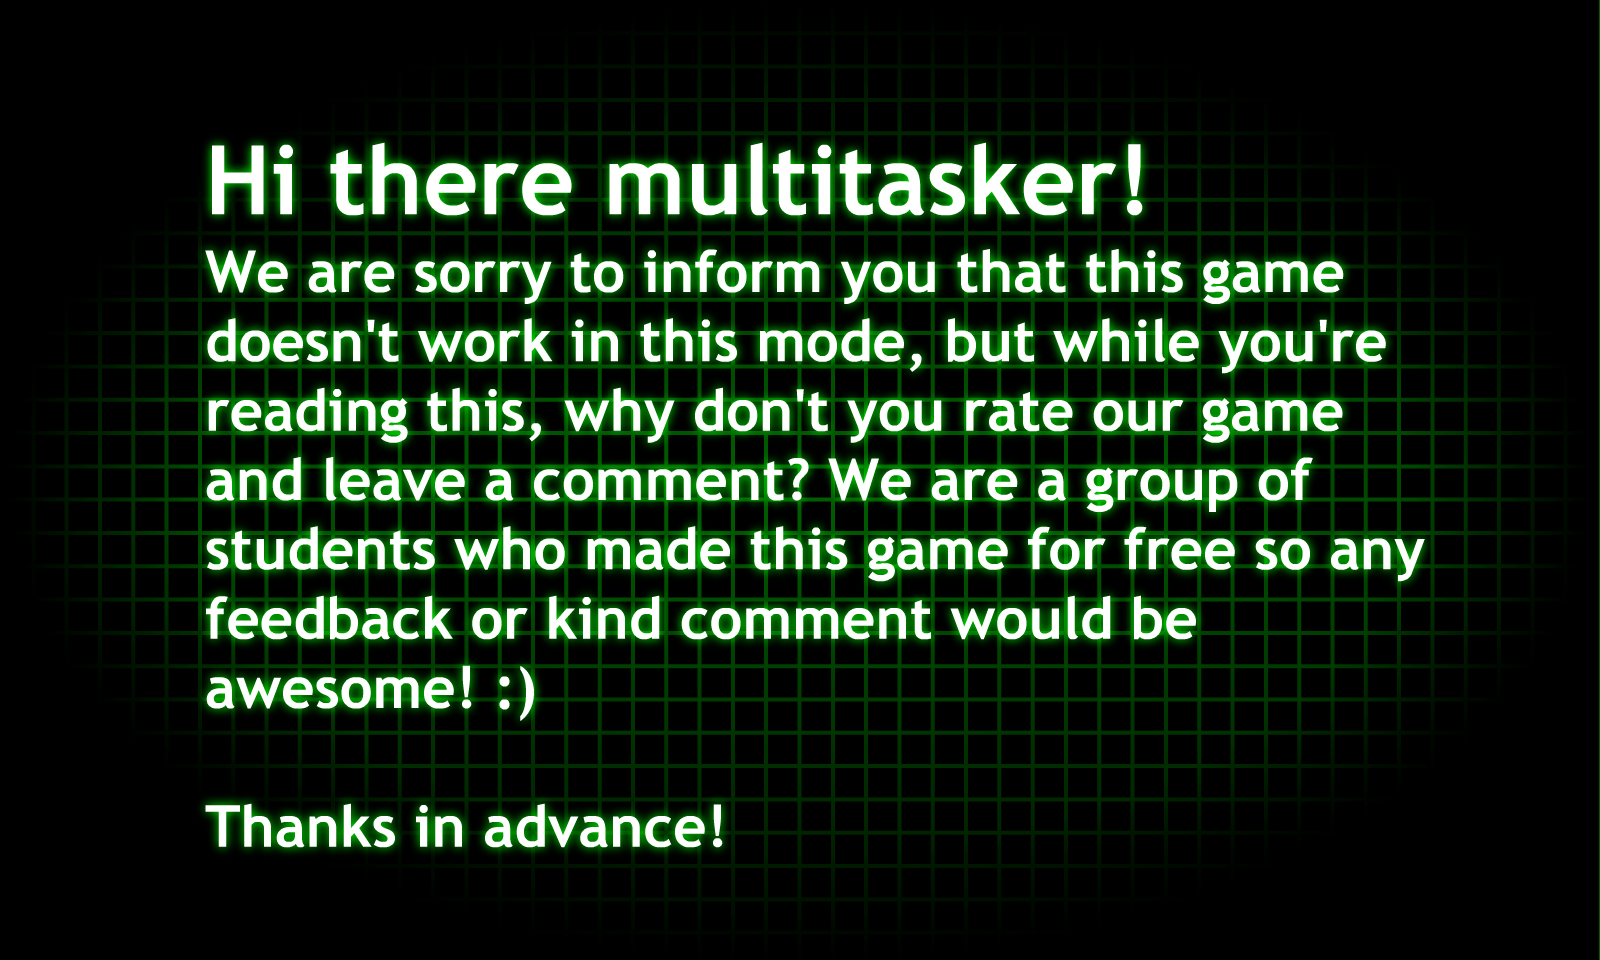 Hi there multitasker!
We are sorry to inform you that this game
doesn't work in this mode, but while you're
reading this, why don't you rate our game
and leave a comment? We are a group of
students who made this game for free so any
feedback or kind comment would be
awesome! :)
Thanks in advance!